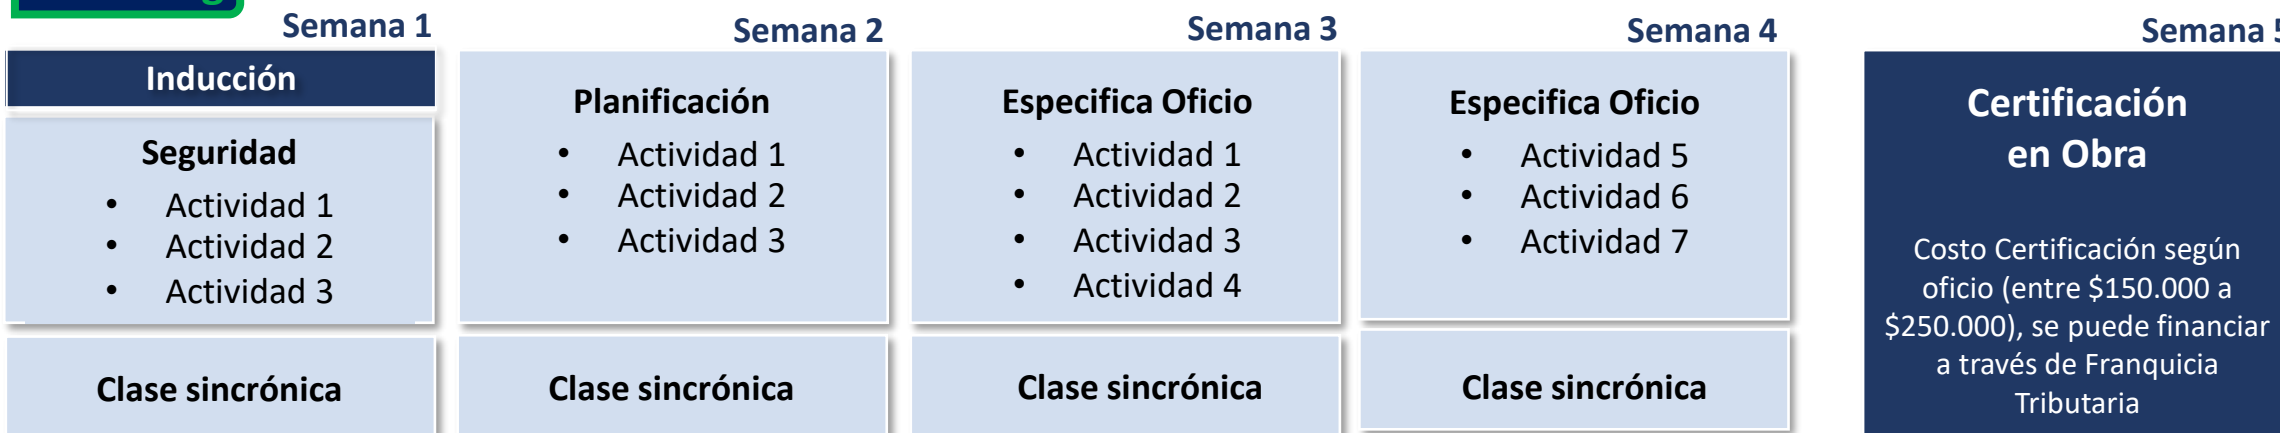 Semana 1
Inducción
Seguridad
• Actividad 1
• Actividad 2
• Actividad 3
Clase sincrónica
Semana 2
Planificación
• Actividad 1
• Actividad 2
• Actividad 3
Clase sincrónica
Semana 3
Especifica Oficio
• Actividad 1
• Actividad 2
• Actividad 3
• Actividad 4
Clase sincrónica
Semana 4
Especifica Oficio
• Actividad 5
• Actividad 6
• Actividad 7
Clase sincrónica
Semana 5
Certificación
en Obra
Costo Certificación según
oficio (entre $150.000 a
$250.000), se puede financiar
a través de Franquicia
Tributaria